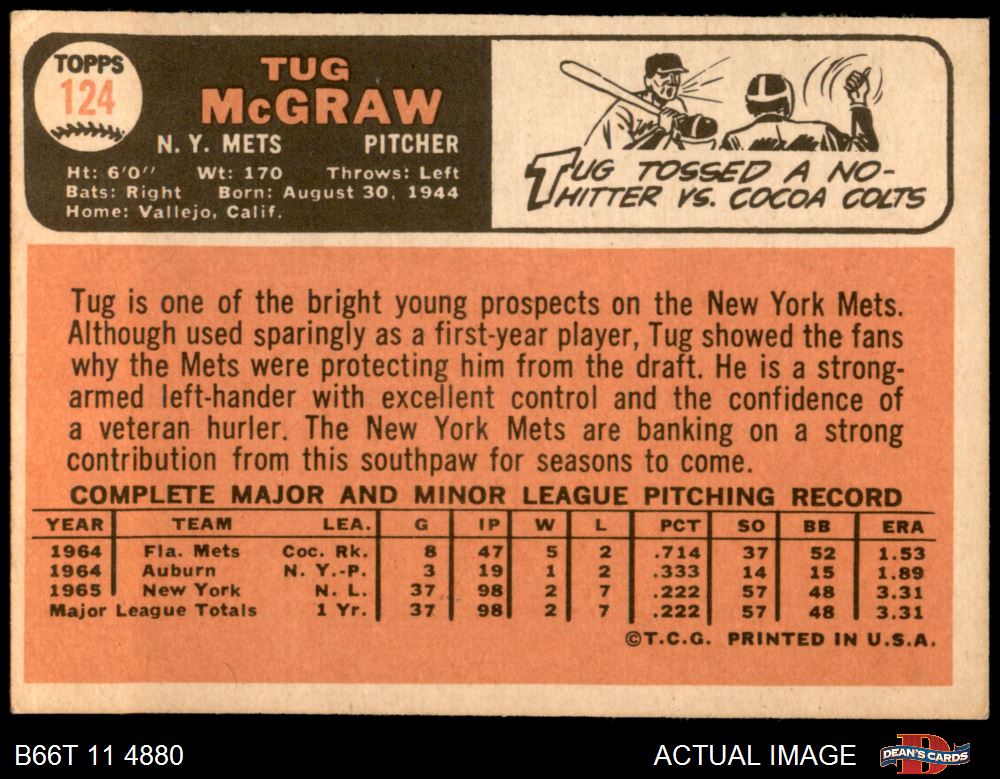 TOPPS
124
TUG
McGRAW
N. Y. METS PITCHER
Ht: 6'0'' Wt: 170 Throws: Left
Bats: Right Born: August 30, 1944
Home: Vallejo, Calif.
TUG TOSSED A NO-
HITTER VS. COCOA COLTS
Tug is one of the bright young prospects on the New York Mets.
Although used sparingly as a first-year player, Tug showed the fans
why the Mets were protecting him from the draft. He is a strong-
armed left-hander with excellent control and the confidence of
a veteran hurler. The New York Mets are banking on a strong
contribution from this southpaw for seasons to come.
COMPLETE MAJOR AND MINOR LEAGUE PITCHING RECORD
YEAR TEAM LEA. G IP W L PCT SO BB ERA
1964 Fla. Mets Coc. Rk. 8 47 5 2 .714 37 52 1.53
1964 Auburn N. Y.-P. 3 19 1 2 .333 14 15 1.89
1965 New York N. L. 37 98 2 7 .222 57 48 3.31
Major League Totals 1 Yr. 37 98 2 7 .222 57 48 3.31
©T.C.G. PRINTED IN U.S.A.
B66T 11 4880 ACTUAL IMAGE DEAN'S CARDS